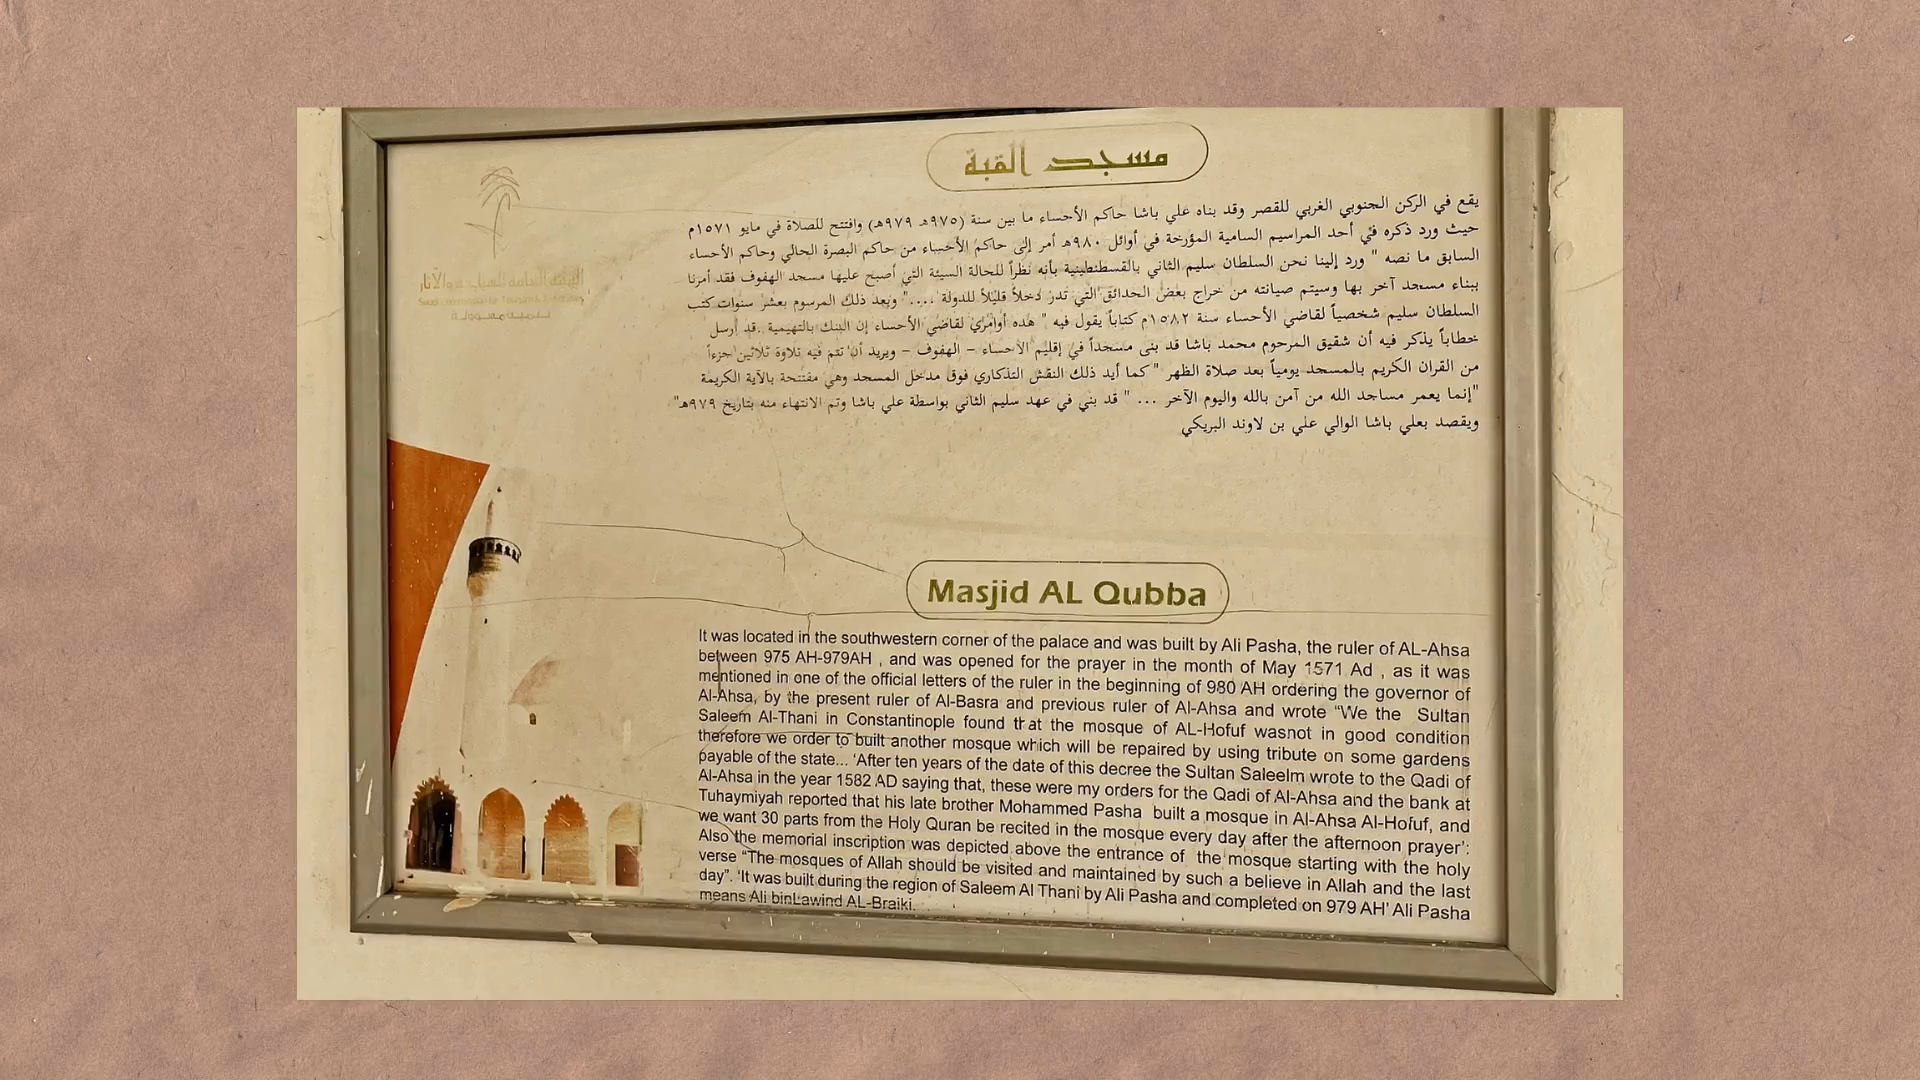 مسجد القبة
يقع في الركن الجنوبي الغربي للقصر وقد بناه علي باشا حاكم الأحساء ما بين سنة (٩٧٥هـ ٩٧٩هـ) وافتتح للصلاة في مايو ١٥٧١م
حيث ورد ذكره في أحد المراسيم السامية المؤرخة في أوائل ٩٨٠هـ أمر إلى حاكم الأحساء من حاكم البصرة الحالي وحاكم الأحساء
السابق ما نصه " ورد إلينا نحن السلطان سليم الثاني بالقسطنطينية بأنه نظراً للحالة السيئة التي أصبح عليها مسجد الهفوف فقد أمرنا
ببناء مسجد آخر بها وسيتم صيانته من خراج بعض الحدائق التي تدر دخلاً قليلاً للدولة ...." وبعد ذلك المرسوم بعشر سنوات كتب
السلطان سليم شخصياً لقاضي الأحساء سنة ١٥٨٢م كتاباً يقول فيه " هذه أوامري لقاضي الأحساء إن البنك بالتهيمية ..قد أرسل
خطاباً يذكر فيه أن شقيق المرحوم محمد باشا قد بنى مسجداً في إقليم الأحساء – الهفوف – ويريد أن تتم فيه تلاوة ثلاثين جزءاً
من القران الكريم بالمسجد يومياً بعد صلاة الظهر " كما أيد ذلك النقش التذكاري فوق مدخل المسجد وهي مفتتحة بالآية الكريمة
"إنما يعمر مساجد الله من آمن بالله واليوم الآخر ... " قد بني في عهد سليم الثاني بواسطة علي باشا وتم الانتهاء منه بتاريخ ٩٧٩هـ"
ويقصد بعلي باشا الوالي علي بن لاوند البريكي
الهيئة العامة للسياحة والآثار
Masjid AL Qubba
It was located in the southwestern corner of the palace and was built by Ali Pasha, the ruler of AL-Ahsa
between 975 AH-979AH , and was opened for the prayer in the month of May 1571 Ad , as it was
mentioned in one of the official letters of the ruler in the beginning of 980 AH ordering the governor of
Al-Ahsa, by the present ruler of Al-Basra and previous ruler of Al-Ahsa and wrote “We the Sultan
Saleem Al-Thani in Constantinople found that the mosque of AL-Hofuf wasnot in good condition
therefore we order to built another mosque which will be repaired by using tribute on some gardens
payable of the state... ‘After ten years of the date of this decree the Sultan Saleelm wrote to the Qadi of
Al-Ahsa in the year 1582 AD saying that, these were my orders for the Qadi of Al-Ahsa and the bank at
Tuhaymiyah reported that his late brother Mohammed Pasha built a mosque in Al-Ahsa Al-Hofuf, and
we want 30 parts from the Holy Quran be recited in the mosque every day after the afternoon prayer’:
Also the memorial inscription was depicted above the entrance of the mosque starting with the holy
verse “The mosques of Allah should be visited and maintained by such a believe in Allah and the last
day”. ‘It was built during the region of Saleem Al Thani by Ali Pasha and completed on 979 AH’ Ali Pasha
means Ali binLawind AL-Braiki.